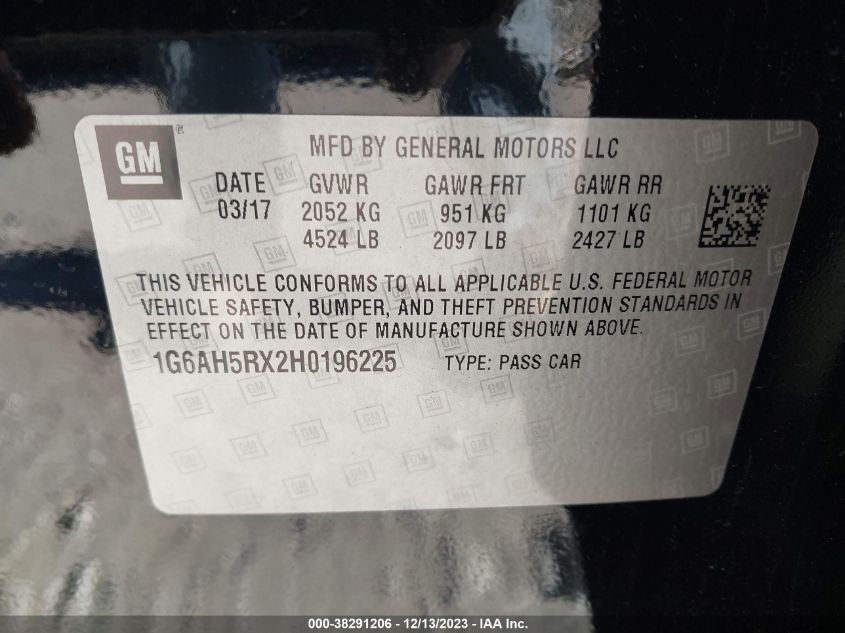 GM
MFD BY GENERAL MOTORS LLC
DATE GVWR GAWR FRT GAWR RR
03/17 2052 KG 951 KG 1101 KG
4524 LB 2097 LB 2427 LB
THIS VEHICLE CONFORMS TO ALL APPLICABLE U.S. FEDERAL MOTOR
VEHICLE SAFETY, BUMPER, AND THEFT PREVENTION STANDARDS IN
EFFECT ON THE DATE OF MANUFACTURE SHOWN ABOVE.
1G6AH5RX2H0196225 TYPE: PASS CAR
000-38291206 - 12/13/2023 - IAA Inc.